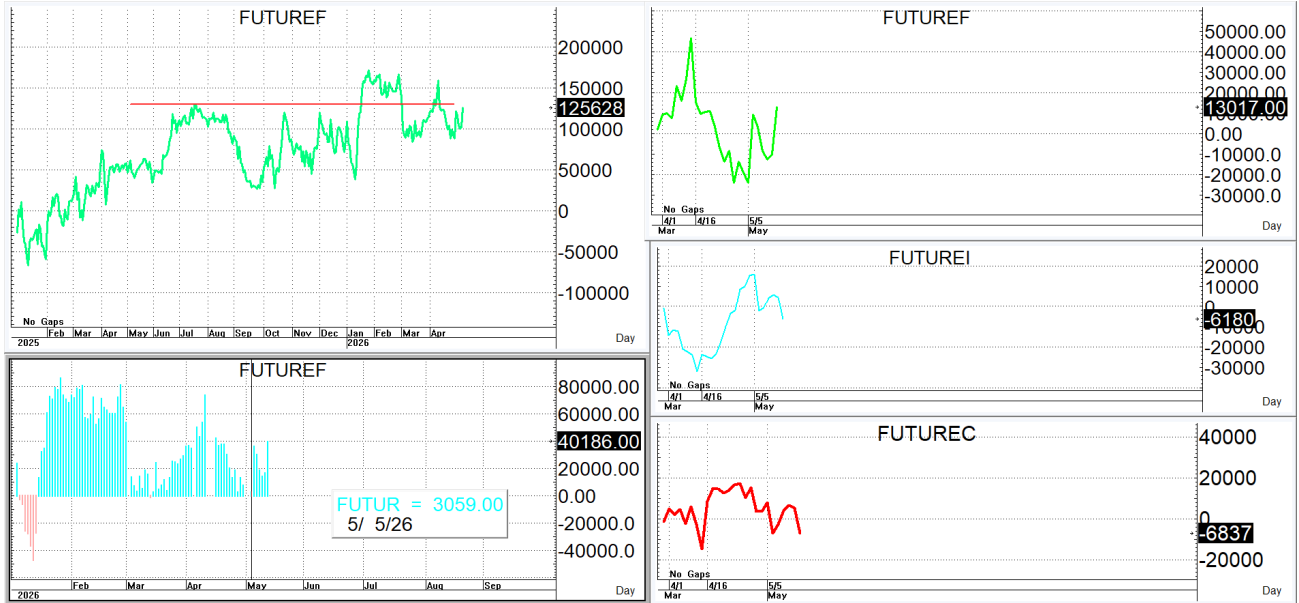 FUTUREF
200000
150000
125628
100000
50000
0
-50000
-100000
No Gaps
Feb Mar Apr May Jun Jul Aug Sep Oct Nov Dec Jan Feb Mar Apr
2025 2026
Day
FUTUREF
80000.00
60000.00
40186.00
20000.00
0.00
-20000.0
-40000.0
FUTUR = 3059.00
5/ 5/26
Feb Mar Apr May Jun Jul Aug Sep
2026
Day
FUTUREF
50000.00
40000.00
30000.00
20000.00
13017.00
0.00
-10000.0
-20000.0
-30000.0
No Gaps
4/1 4/16 5/5
Mar May
Day
FUTUREI
20000
10000
0
-6180
-20000
-30000
No Gaps
4/1 4/16 5/5
Mar May
Day
FUTUREC
40000
20000
0
-6837
-20000
No Gaps
4/1 4/16 5/5
Mar May
Day